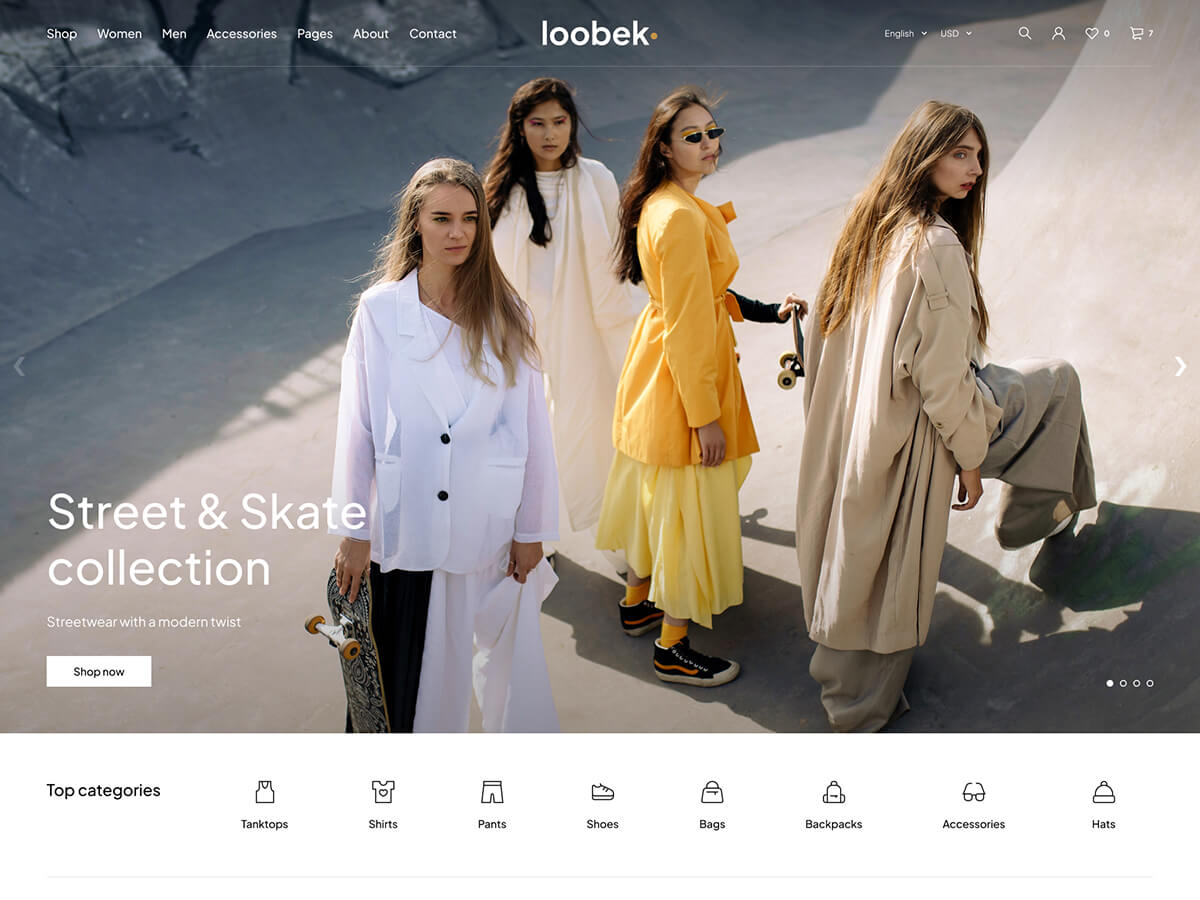 Shop Women Men Accessories Pages About Contact
loobek
English USD 0 7
Street & Skate
collection
Streetwear with a modern twist
Shop now
Top categories
Tanktops Shirts Pants Shoes Bags Backpacks Accessories Hats